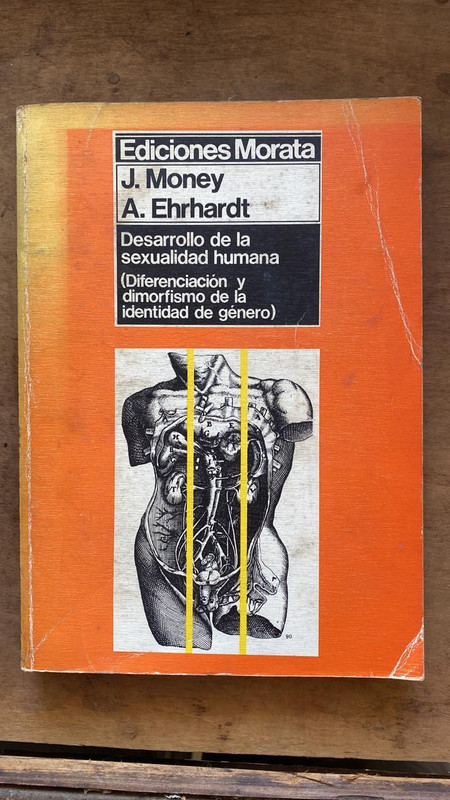 Ediciones Morata
J. Money
A. Ehrhardt
Desarrollo de la
sexualidad humana
(Diferenciación y
dimorfismo de la
identidad de género)